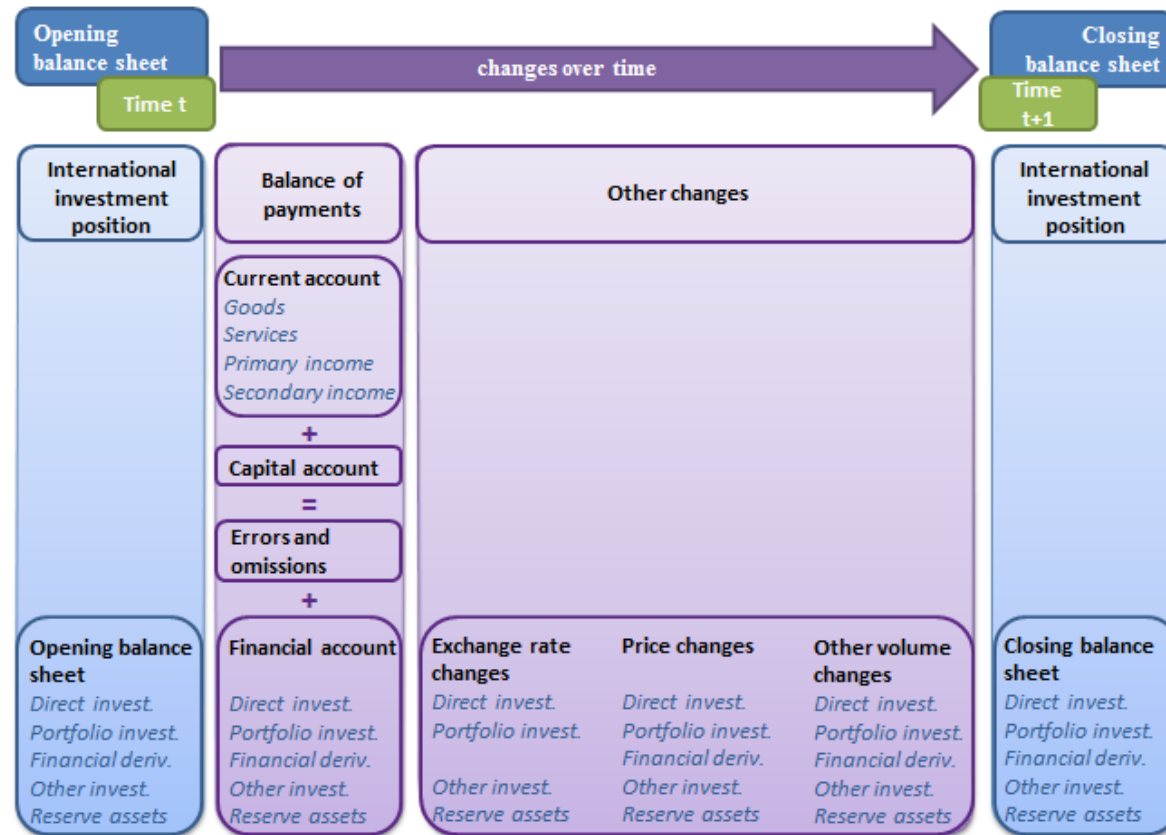 Opening
balance sheet
Time t
changes over time
Closing
balance sheet
Time
t+1
International
investment
position
Balance of
payments
Other changes
International
investment
position
Current account
Goods
Services
Primary income
Secondary income
+
Capital account
=
Errors and
omissions
+
Opening balance
sheet
Direct invest.
Portfolio invest.
Financial deriv.
Other invest.
Reserve assets
Financial account
Direct invest.
Portfolio invest.
Financial deriv.
Other invest.
Reserve assets
Exchange rate
changes
Direct invest.
Portfolio invest.
Other invest.
Reserve assets
Price changes
Direct invest.
Portfolio invest.
Financial deriv.
Other invest.
Reserve assets
Other volume
changes
Direct invest.
Portfolio invest.
Financial deriv.
Other invest.
Reserve assets
Closing balance
sheet
Direct invest.
Portfolio invest.
Financial deriv.
Other invest.
Reserve assets